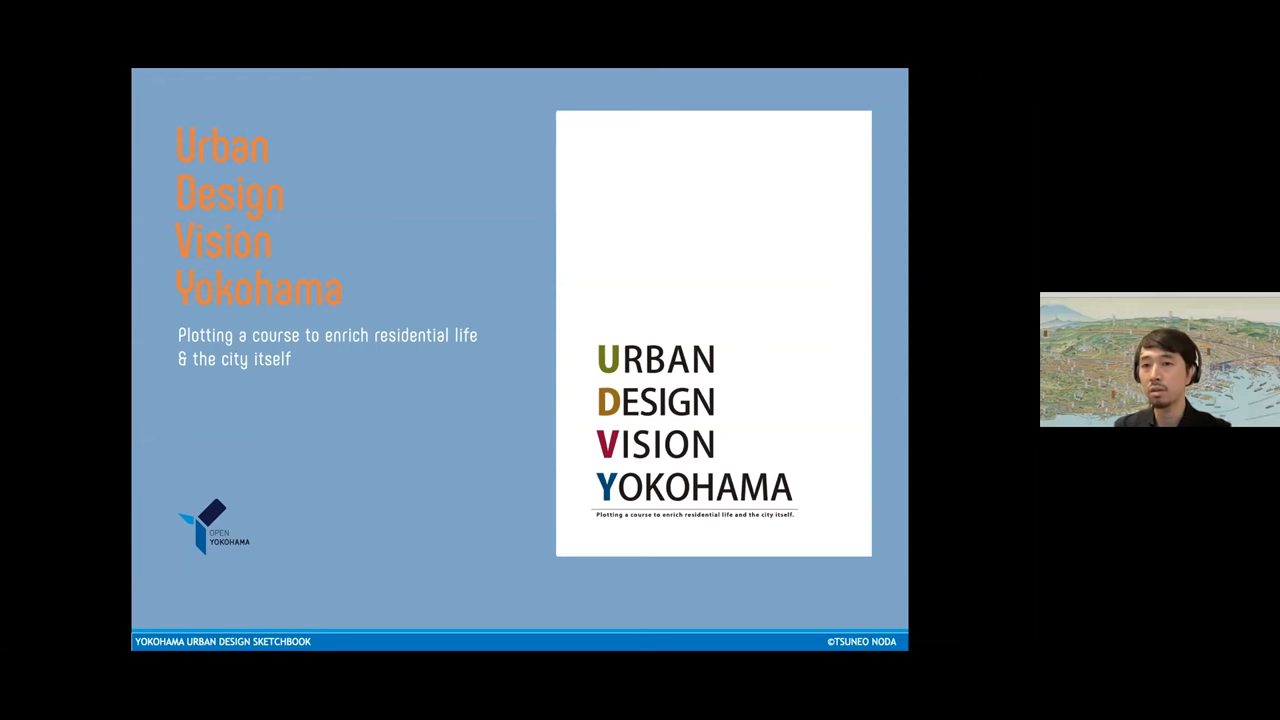 Urban
Design
Vision
Yokohama
Plotting a course to enrich residential life
& the city itself
OPEN
YOKOHAMA
URBAN
DESIGN
VISION
YOKOHAMA
Plotting a course to enrich residential life and the city itself.
YOKOHAMA URBAN DESIGN SKETCHBOOK
©TSUNEO NODA